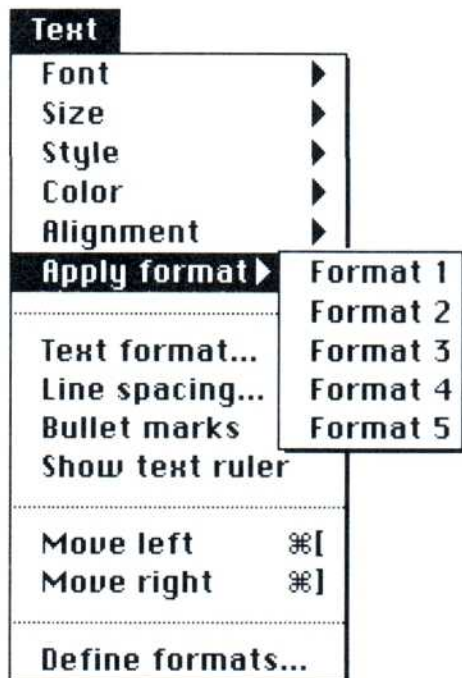 Text
Font
Size
Style
Color
Alignment
Apply format
Format 1
Format 2
Format 3
Format 4
Format 5
Text format...
Line spacing...
Bullet marks
Show text ruler
Move left ⌘[
Move right ⌘]
Define formats...